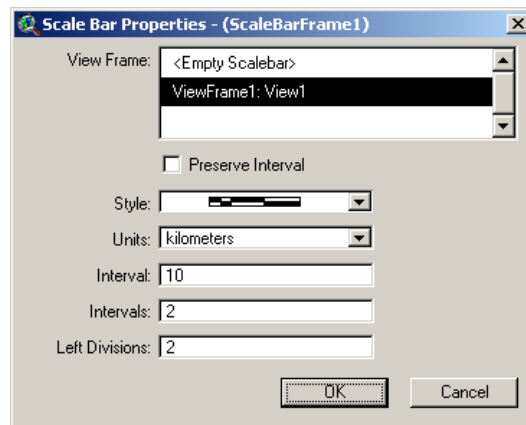 Scale Bar Properties - (ScaleBarFrame1)
View Frame:
<Empty Scalebar>
ViewFrame1: View1
Preserve Interval
Style:
Units: kilometers
Interval: 10
Intervals: 2
Left Divisions: 2
OK Cancel